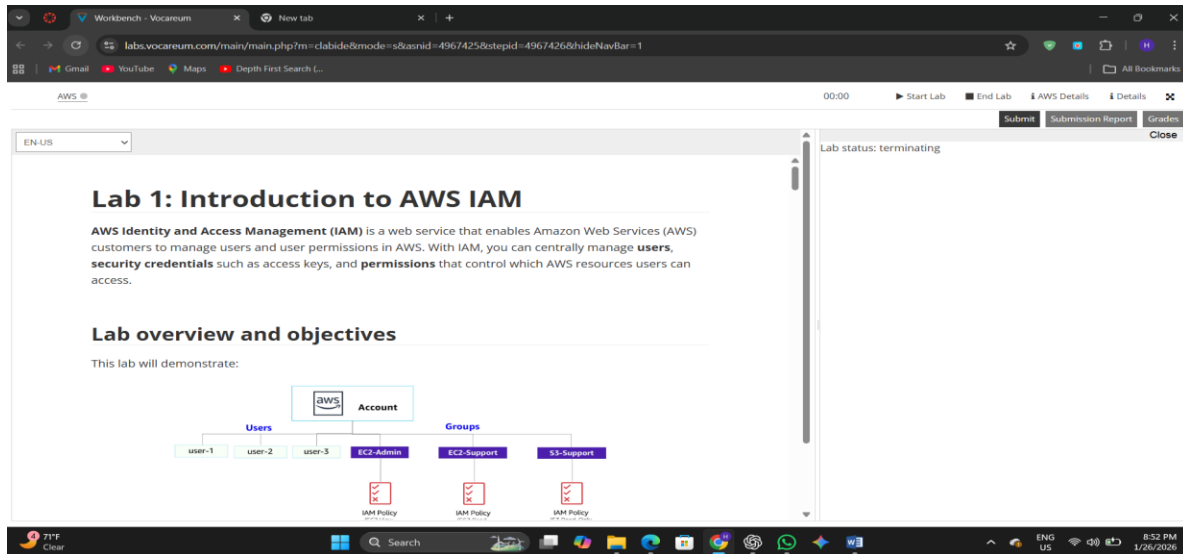 Workbench - Vocareum
New tab
labs.vocareum.com/main/main.php?m=clabide&mode=s&asnid=4967425&stepid=4967426&hideNavBar=1
H
Gmail
YouTube
Maps
Depth First Search (...
All Bookmarks
AWS
00:00
Start Lab
End Lab
AWS Details
Details
Submit
Submission Report
Grades
EN-US
Close
Lab status: terminating
Lab 1: Introduction to AWS IAM
AWS Identity and Access Management (IAM) is a web service that enables Amazon Web Services (AWS)
customers to manage users and user permissions in AWS. With IAM, you can centrally manage users,
security credentials such as access keys, and permissions that control which AWS resources users can
access.
Lab overview and objectives
This lab will demonstrate:
aws
Account
Users
Groups
user-1
user-2
user-3
EC2-Admin
EC2-Support
S3-Support
IAM Policy
IAM Policy
IAM Policy
4
71°F
Clear
Search
ENG
US
8:52 PM
1/26/2026